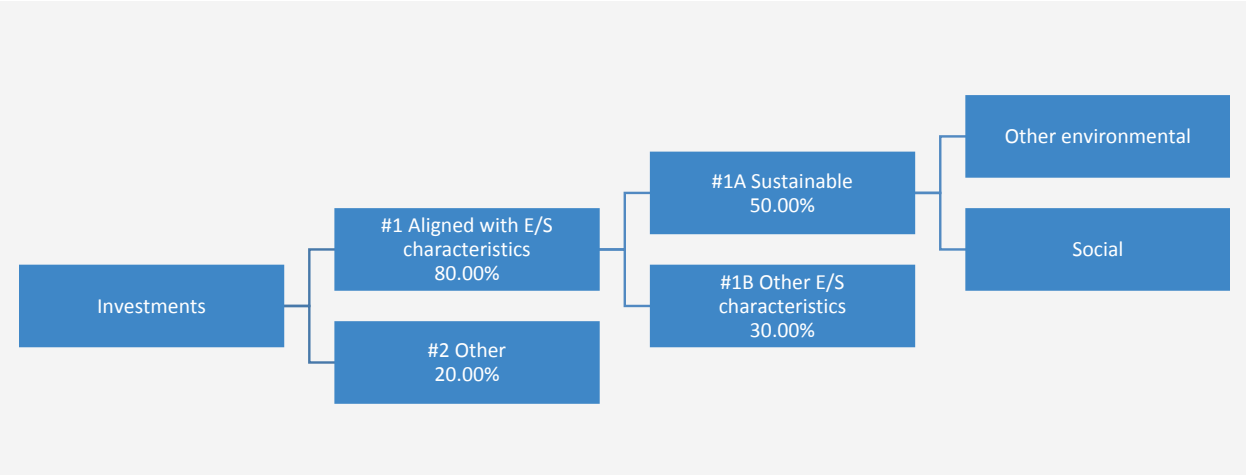 Investments
#1 Aligned with E/S
characteristics
80.00%
#2 Other
20.00%
#1A Sustainable
50.00%
#1B Other E/S
characteristics
30.00%
Other environmental
Social